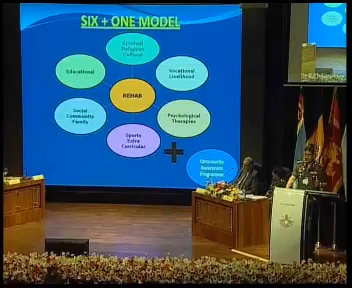 SIX + ONE MODEL
Spiritual
Religious
Cultural
Educational
Vocational
Livelihood
REHAB
Social
Community
Family
Psychological
Therapies
Sports
Extra
Curricular
+
Community
Awareness
Programme